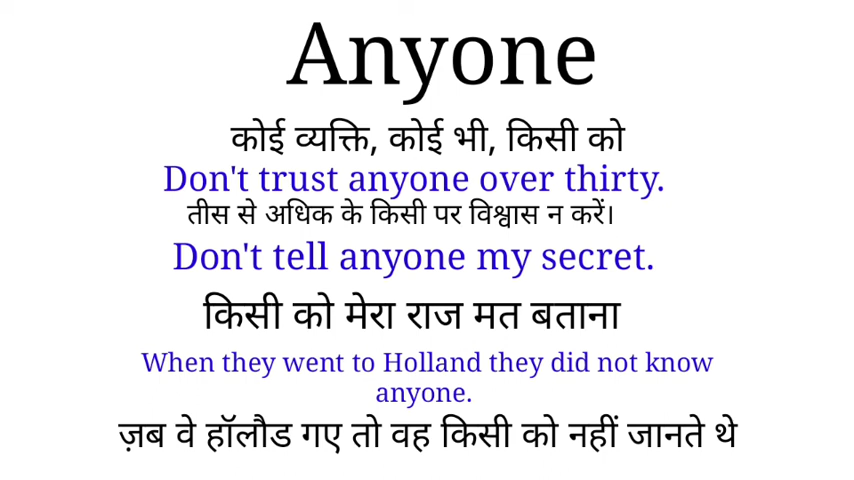 Anyone
कोई व्यक्ति, कोई भी, किसी को
Don't trust anyone over thirty.
तीस से अधिक के किसी पर विश्वास न करें।
Don't tell anyone my secret.
किसी को मेरा राज मत बताना
When they went to Holland they did not know
anyone.
ज़ब वे हॉलौड गए तो वह किसी को नहीं जानते थे